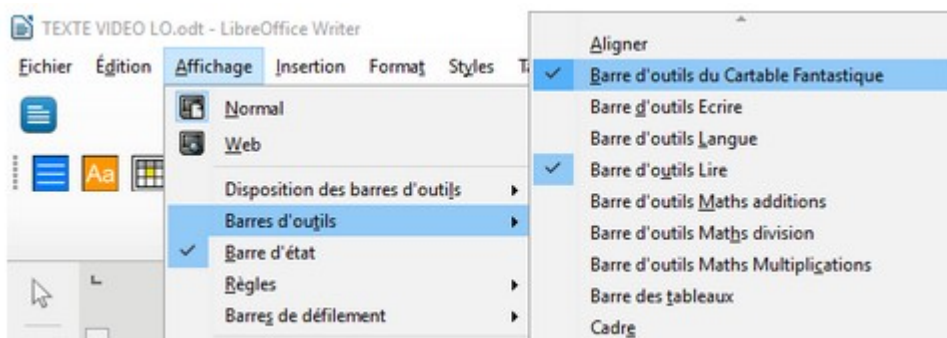 TEXTE VIDEO LO.odt - LibreOffice Writer
Fichier Édition Affichage Insertion Format Styles
Aa
Normal
Web
Disposition des barres d'outils
Barres d'outils
Barre d'état
Règles
Barres de défilement
Aligner
Barre d'outils du Cartable Fantastique
Barre d'outils Ecrire
Barre d'outils Langue
Barre d'outils Lire
Barre d'outils Maths additions
Barre d'outils Maths division
Barre d'outils Maths Multiplications
Barre des tableaux
Cadre